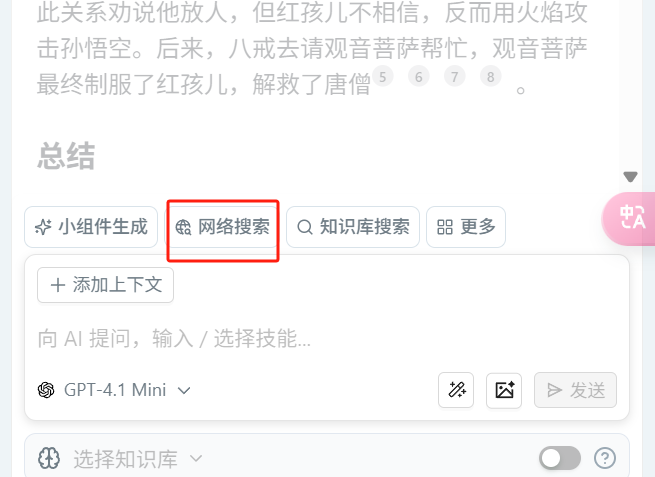 此关系劝说他放人，但红孩儿不相信，反而用火焰攻
击孙悟空。后来，八戒去请观音菩萨帮忙，观音菩萨
最终制服了红孩儿，解救了唐僧 5 6 7 8 。
总结
小组件生成 网络搜索 知识库搜索 更多
中A
添加上下文
向 AI 提问，输入 / 选择技能...
GPT-4.1 Mini 发送
选择知识库 ?